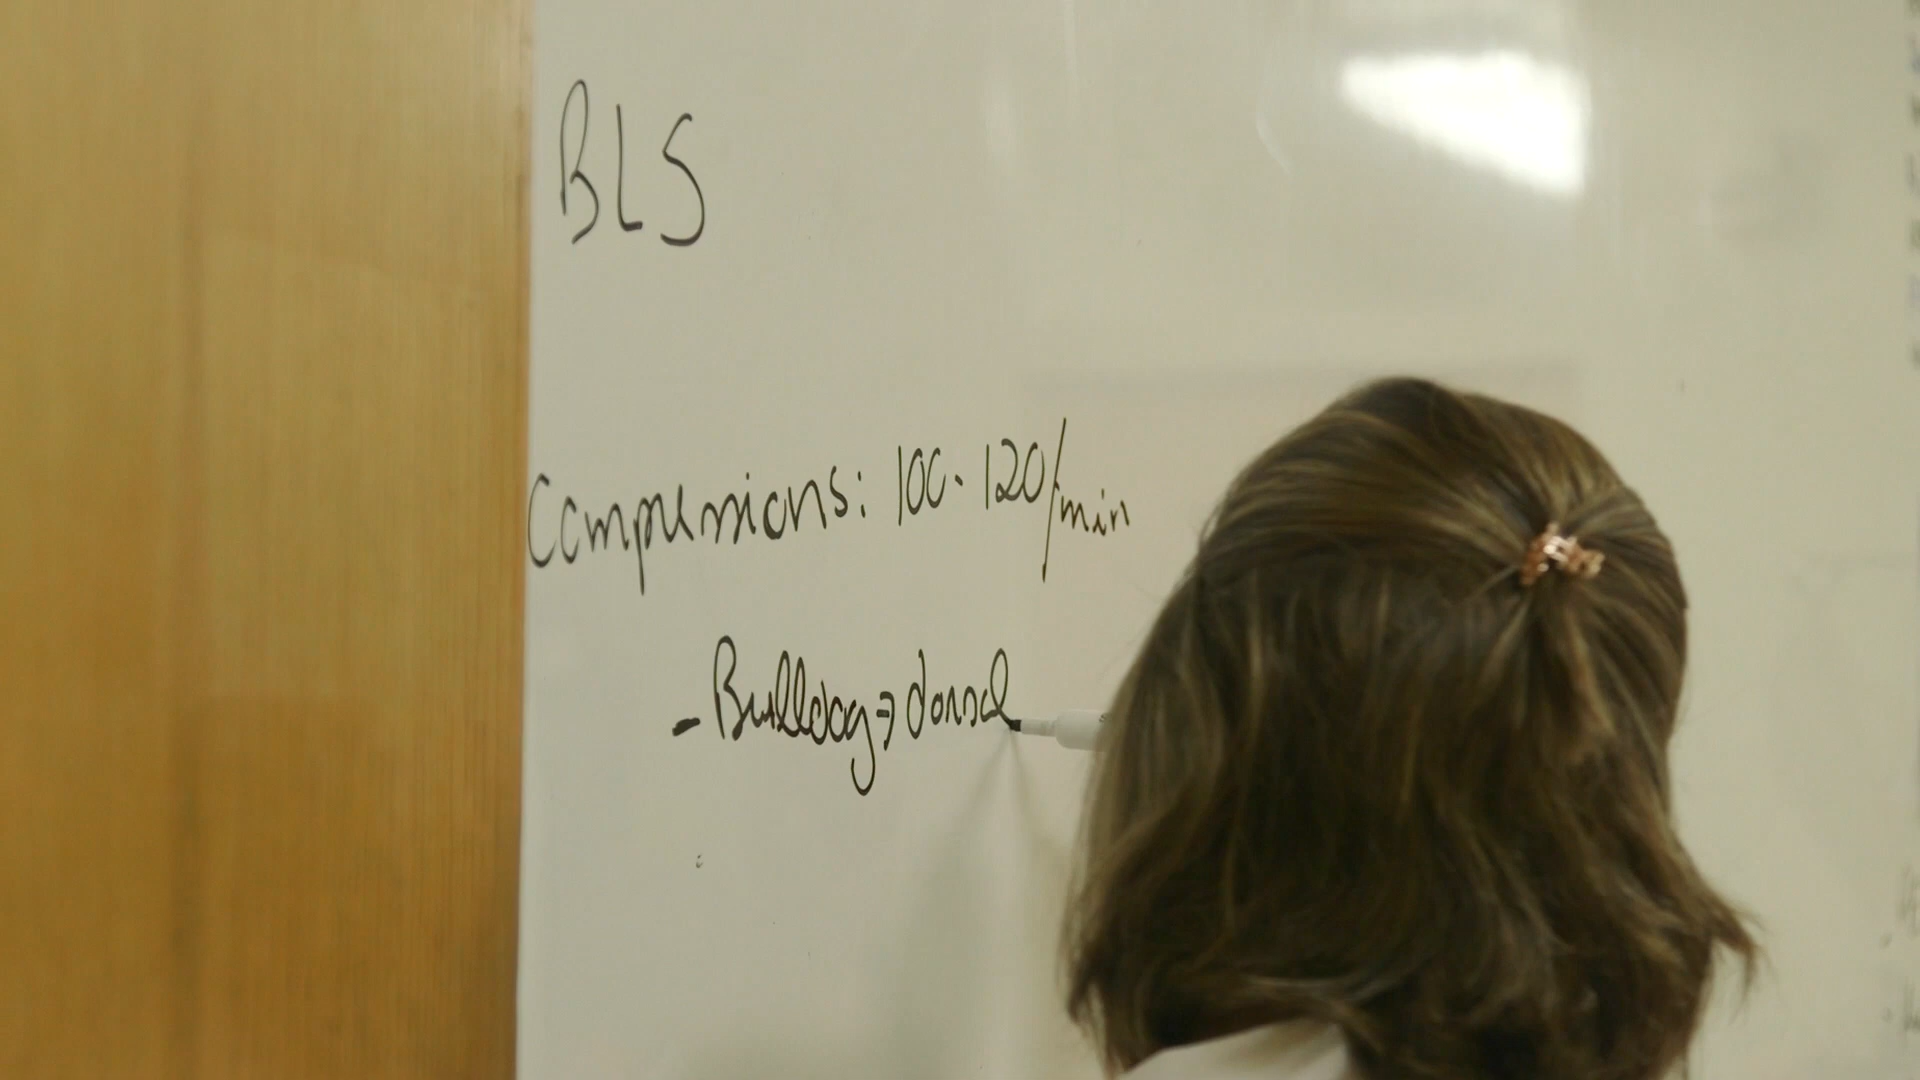 BLS
Compressions: 100-120/min
- Bulldog → dorsal